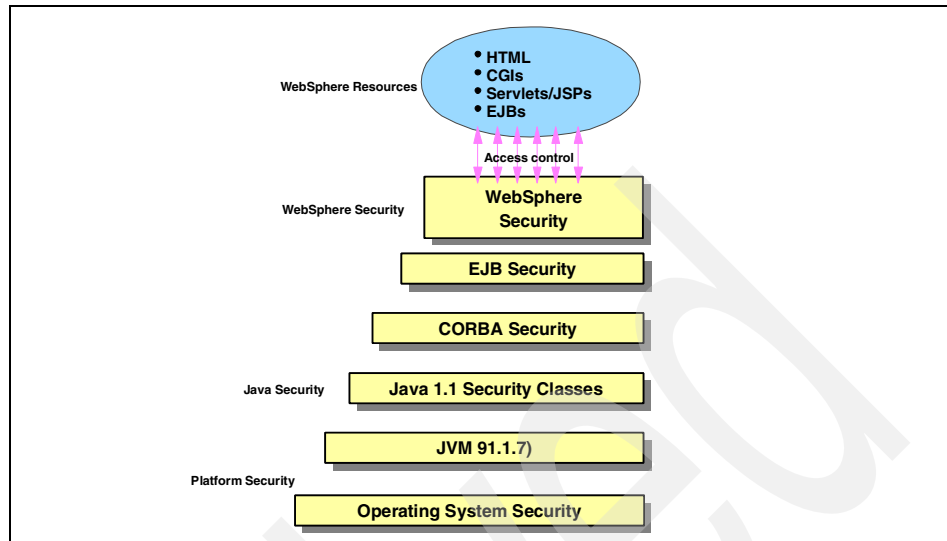 • HTML
• CGIs
WebSphere Resources
• Servlets/JSPs
• EJBs
Access control
WebSphere
WebSphere Security
Security
EJB Security
CORBA Security
Java Security
Java 1.1 Security Classes
JVM 91.1.7)
Platform Security
Operating System Security